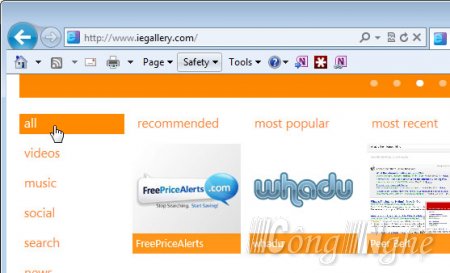 http://www.iegallery.com/
Page Safety Tools
all recommended most popular most recent
videos
music
social
search
news
FreePriceAlerts.com
Stop Searching. Start Saving!
whadu
FreePriceAlerts whadu Peer Belt
Công Nghệ